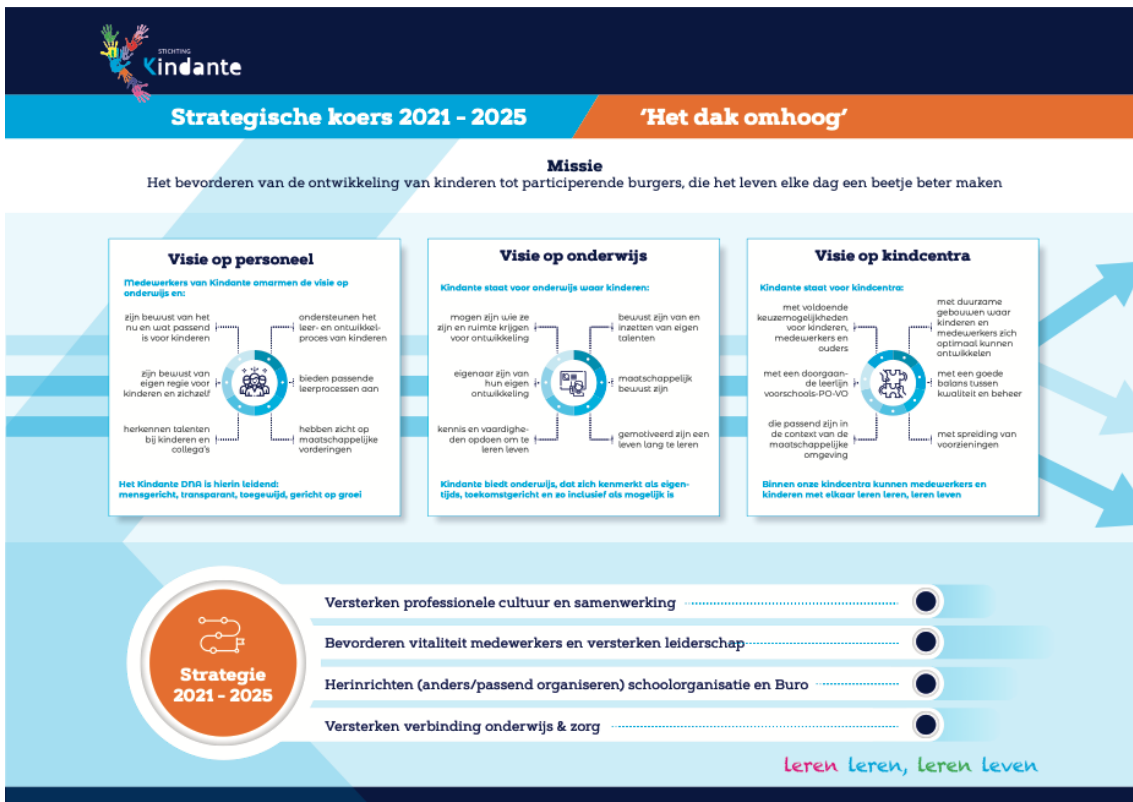 STICHTING
Kindante
Strategische koers 2021 - 2025
‘Het dak omhoog’
Missie
Het bevorderen van de ontwikkeling van kinderen tot participerende burgers, die het leven elke dag een beetje beter maken
Visie op personeel
Medewerkers van Kindante omarmen de visie op
onderwijs en:
zijn bewust van het
nu en wat passend
is voor kinderen
ondersteunen het
leer- en ontwikkel-
proces van kinderen
zijn bewust van
eigen regie voor
kinderen en zichzelf
bieden passende
leerprocessen aan
herkennen talenten
bij kinderen en
collega's
hebben zicht op
maatschappelijke
vorderingen
Het Kindante DNA is hierin leidend:
mensgericht, transparant, toegewijd, gericht op groei
Visie op onderwijs
Kindante staat voor onderwijs waar kinderen:
mogen zijn wie ze
zijn en ruimte krijgen
voor ontwikkeling
bewust zijn van en
inzetten van eigen
talenten
eigenaar zijn van
hun eigen
ontwikkeling
maatschappelijk
bewust zijn
kennis en vaardighe-
den opdoen om te
leren leven
gemotiveerd zijn een
leven lang te leren
Kindante biedt onderwijs, dat zich kenmerkt als eigen-
tijds, toekomstgericht en zo inclusief als mogelijk is
Visie op kindcentra
Kindante staat voor kindcentra:
met voldoende
keuzemogelijkheden
voor kinderen,
medewerkers en
ouders
met duurzame
gebouwen waar
kinderen en
medewerkers zich
optimaal kunnen
ontwikkelen
met een doorgaan-
de leerlijn
voorschools-PO-VO
met een goede
balans tussen
kwaliteit en beheer
die passend zijn in
de context van de
maatschappelijke
omgeving
met spreiding van
voorzieningen
Binnen onze kindcentra kunnen medewerkers en
kinderen met elkaar leren leren, leren leven
Strategie
2021 - 2025
Versterken professionele cultuur en samenwerking
Bevorderen vitaliteit medewerkers en versterken leiderschap
Herinrichten (anders/passend organiseren) schoolorganisatie en Buro
Versterken verbinding onderwijs & zorg
leren leren, leren leven